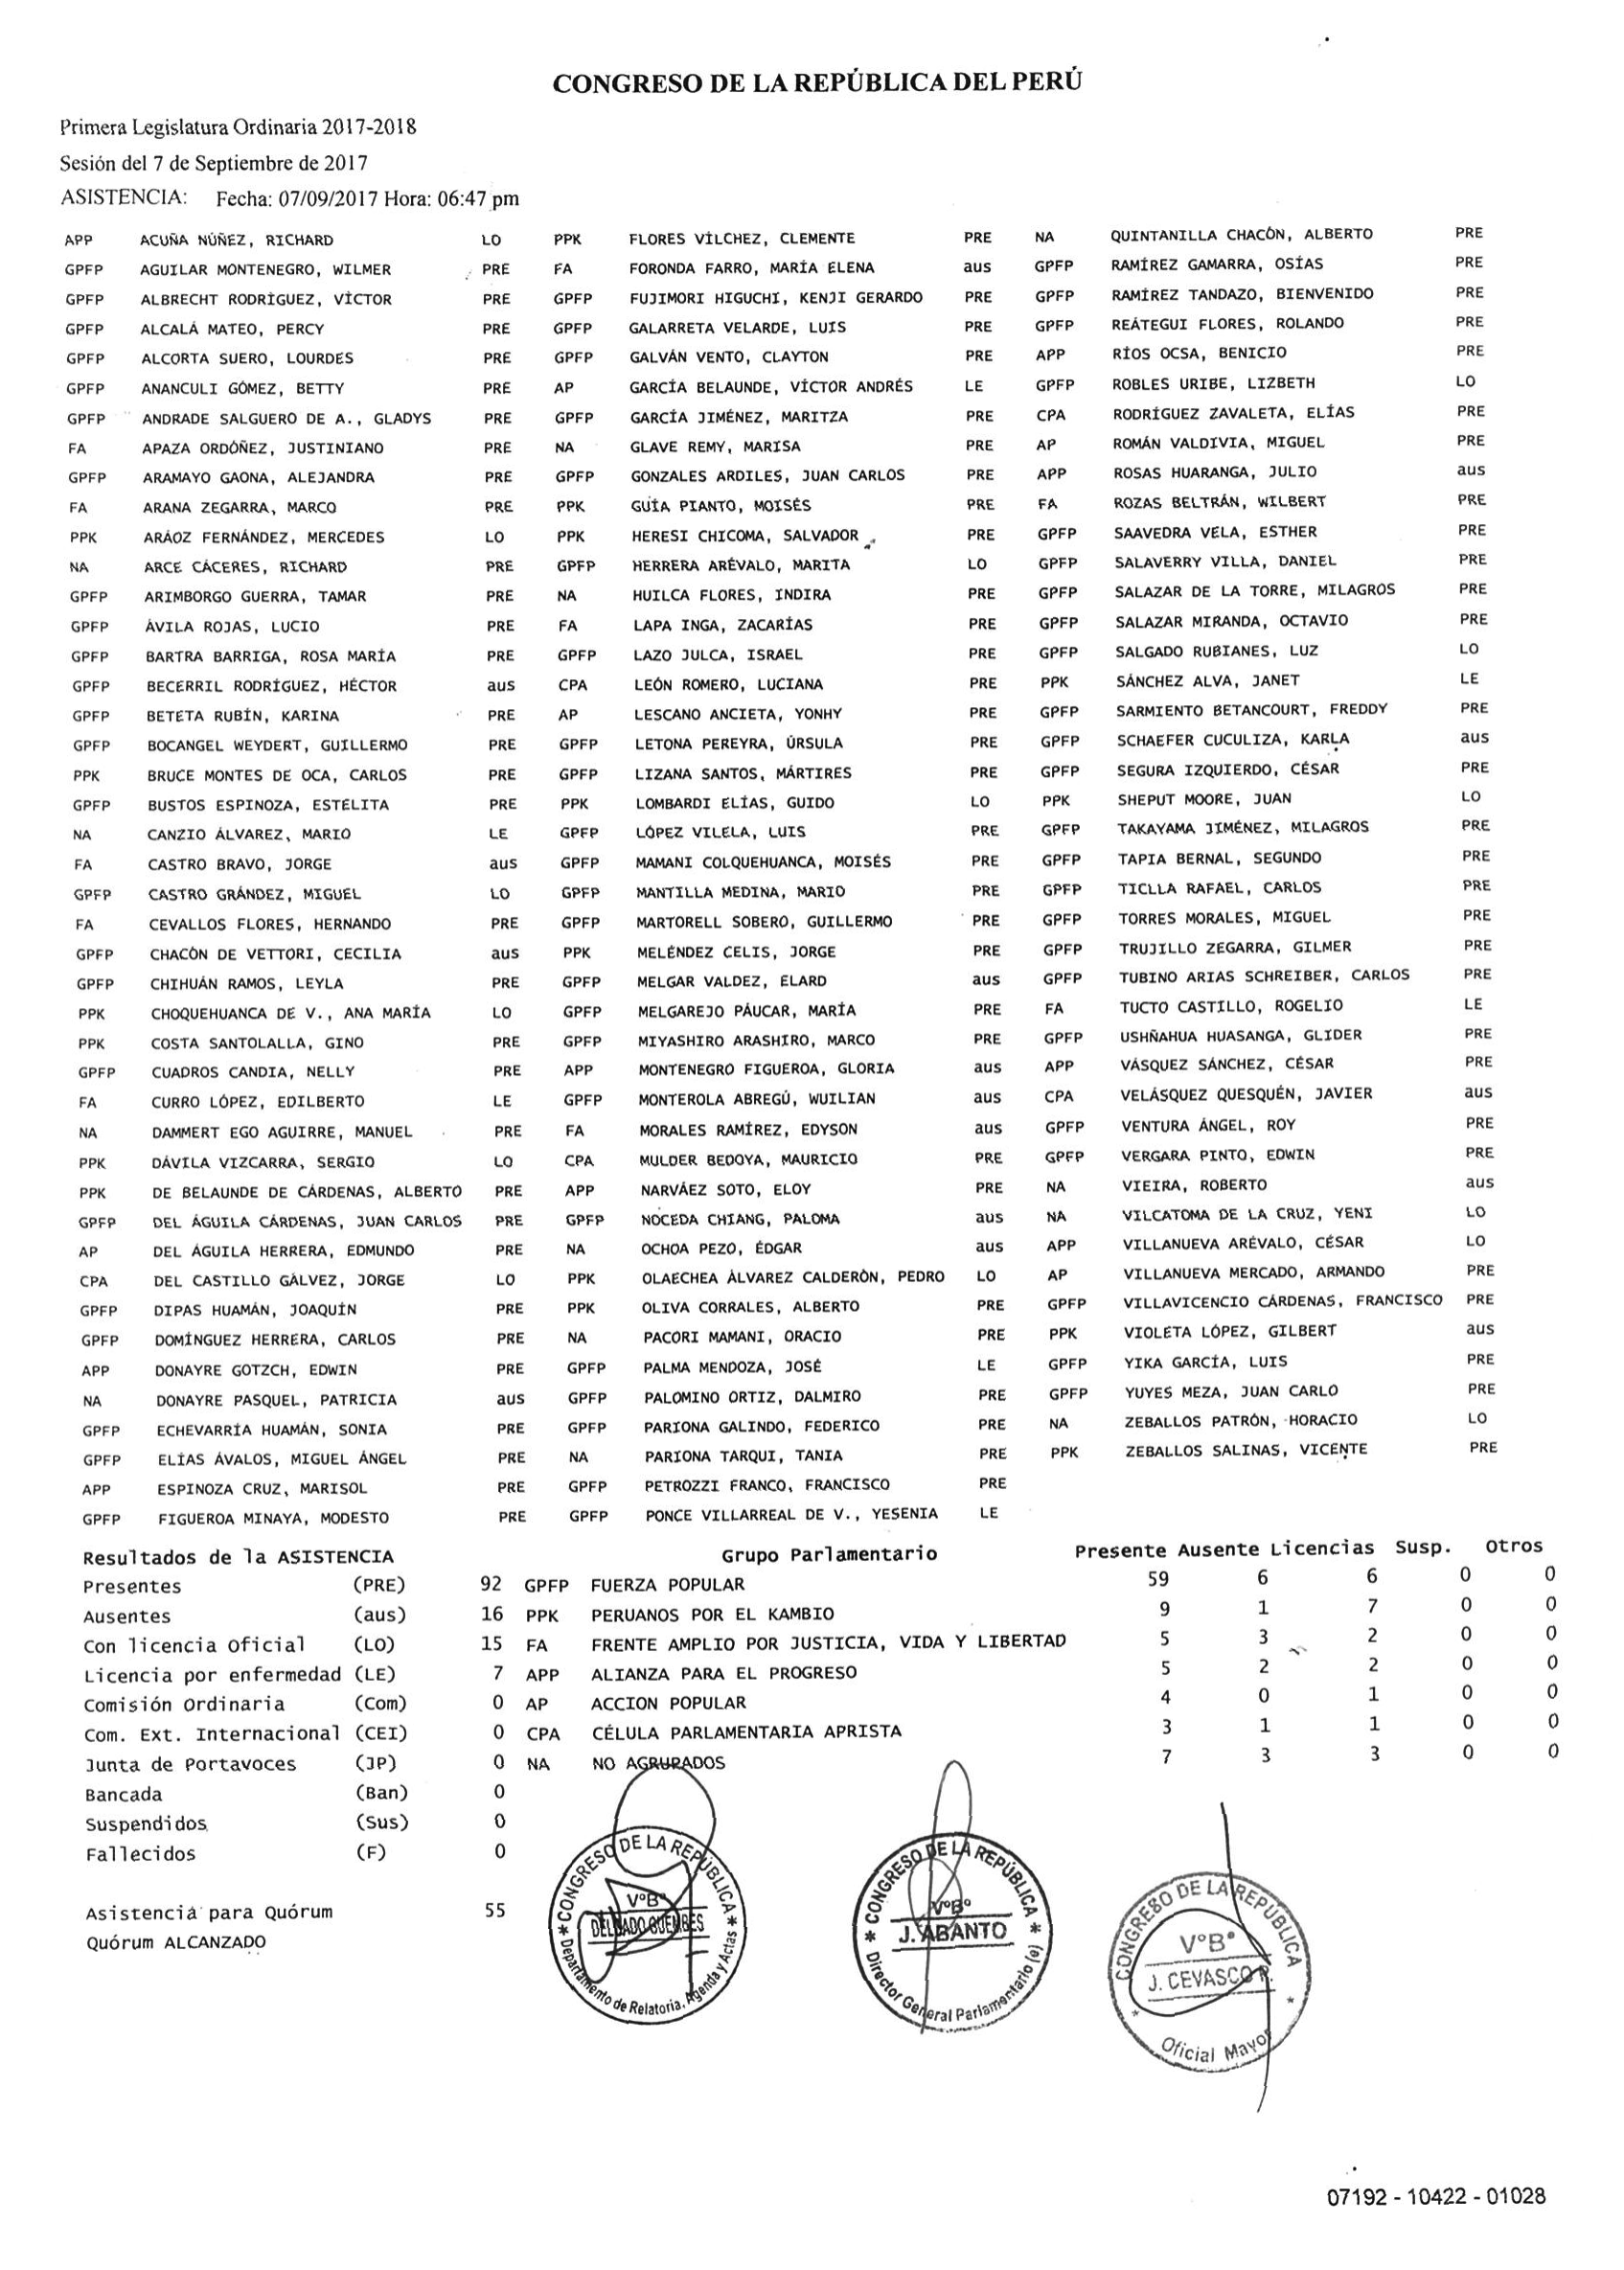 CONGRESO DE LA REPÚBLICA DEL PERÚ
Primera Legislatura Ordinaria 2017-2018
Sesión del 7 de Septiembre de 2017
ASISTENCIA: Fecha: 07/09/2017 Hora: 06:47 pm
APP ACUÑA NÚÑEZ, RICHARD LO
GPFP AGUILAR MONTENEGRO, WILMER PRE
GPFP ALBRECHT RODRÍGUEZ, VÍCTOR PRE
GPFP ALCALÁ MATEO, PERCY PRE
GPFP ALCORTA SUERO, LOURDES PRE
GPFP ANANCULI GÓMEZ, BETTY PRE
GPFP ANDRADE SALGUERO DE A., GLADYS PRE
FA APAZA ORDÓÑEZ, JUSTINIANO PRE
GPFP ARAMAYO GAONA, ALEJANDRA PRE
FA ARANA ZEGARRA, MARCO PRE
PPK ARÁOZ FERNÁNDEZ, MERCEDES LO
NA ARCE CÁCERES, RICHARD PRE
GPFP ARIMBORGO GUERRA, TAMAR PRE
GPFP ÁVILA ROJAS, LUCIO PRE
GPFP BARTRA BARRIGA, ROSA MARÍA PRE
GPFP BECERRIL RODRÍGUEZ, HÉCTOR aus
GPFP BETETA RUBÍN, KARINA PRE
GPFP BOCANGEL WEYDERT, GUILLERMO PRE
PPK BRUCE MONTES DE OCA, CARLOS PRE
GPFP BUSTOS ESPINOZA, ESTELITA PRE
NA CANZIO ÁLVAREZ, MARIO LE
FA CASTRO BRAVO, JORGE aus
GPFP CASTRO GRÁNDEZ, MIGUEL LO
FA CEVALLOS FLORES, HERNANDO PRE
GPFP CHACÓN DE VETTORI, CECILIA aus
GPFP CHIHUÁN RAMOS, LEYLA PRE
PPK CHOQUEHUANCA DE V., ANA MARÍA LO
PPK COSTA SANTOLALLA, GINO PRE
GPFP CUADROS CANDIA, NELLY PRE
FA CURRO LÓPEZ, EDILBERTO LE
NA DAMMERT EGO AGUIRRE, MANUEL PRE
PPK DÁVILA VIZCARRA, SERGIO LO
PPK DE BELAUNDE DE CÁRDENAS, ALBERTO PRE
GPFP DEL ÁGUILA CÁRDENAS, JUAN CARLOS PRE
AP DEL ÁGUILA HERRERA, EDMUNDO PRE
CPA DEL CASTILLO GÁLVEZ, JORGE LO
GPFP DIPAS HUAMÁN, JOAQUÍN PRE
GPFP DOMÍNGUEZ HERRERA, CARLOS PRE
APP DONAYRE GOTZCH, EDWIN PRE
NA DONAYRE PASQUEL, PATRICIA aus
GPFP ECHEVARRÍA HUAMÁN, SONIA PRE
GPFP ELÍAS ÁVALOS, MIGUEL ÁNGEL PRE
APP ESPINOZA CRUZ, MARISOL PRE
GPFP FIGUEROA MINAYA, MODESTO PRE
PPK FLORES VÍLCHEZ, CLEMENTE PRE
FA FORONDA FARRO, MARÍA ELENA aus
GPFP FUJIMORI HIGUCHI, KENJI GERARDO PRE
GPFP GALARRETA VELARDE, LUIS PRE
GPFP GALVÁN VENTO, CLAYTON PRE
AP GARCÍA BELAUNDE, VÍCTOR ANDRÉS LE
GPFP GARCÍA JIMÉNEZ, MARITZA PRE
NA GLAVE REMY, MARISA PRE
GPFP GONZALES ARDILES, JUAN CARLOS PRE
PPK GUÍA PIANTO, MOISÉS PRE
PPK HERESI CHICOMA, SALVADOR PRE
GPFP HERRERA ARÉVALO, MARITA LO
NA HUILCA FLORES, INDIRA PRE
FA LAPA INGA, ZACARÍAS PRE
GPFP LAZO JULCA, ISRAEL PRE
CPA LEÓN ROMERO, LUCIANA PRE
AP LESCANO ANCIETA, YONHY PRE
GPFP LETONA PEREYRA, ÚRSULA PRE
GPFP LIZANA SANTOS, MÁRTIRES PRE
PPK LOMBARDI ELÍAS, GUIDO LO
GPFP LÓPEZ VILELA, LUIS PRE
GPFP MAMANI COLQUEHUANCA, MOISÉS PRE
GPFP MANTILLA MEDINA, MARIO PRE
GPFP MARTORELL SOBERO, GUILLERMO PRE
PPK MELÉNDEZ CELIS, JORGE PRE
GPFP MELGAR VALDEZ, ELARD aus
GPFP MELGAREJO PÁUCAR, MARÍA PRE
GPFP MIYASHIRO ARASHIRO, MARCO PRE
APP MONTENEGRO FIGUEROA, GLORIA aus
GPFP MONTEROLA ABREGÚ, WUILIAN aus
FA MORALES RAMÍREZ, EDYSON aus
CPA MULDER BEDOYA, MAURICIO PRE
APP NARVÁEZ SOTO, ELOY PRE
GPFP NOCEDA CHIANG, PALOMA aus
NA OCHOA PEZO, ÉDGAR aus
PPK OLAECHEA ÁLVAREZ CALDERÓN, PEDRO LO
PPK OLIVA CORRALES, ALBERTO PRE
NA PACORI MAMANI, ORACIO PRE
GPFP PALMA MENDOZA, JOSÉ LE
GPFP PALOMINO ORTIZ, DALMIRO PRE
GPFP PARIONA GALINDO, FEDERICO PRE
NA PARIONA TARQUI, TANIA PRE
GPFP PETROZZI FRANCO, FRANCISCO PRE
GPFP PONCE VILLARREAL DE V., YESENIA LE
NA QUINTANILLA CHACÓN, ALBERTO PRE
GPFP RAMÍREZ GAMARRA, OSÍAS PRE
GPFP RAMÍREZ TANDAZO, BIENVENIDO PRE
GPFP REÁTEGUI FLORES, ROLANDO PRE
APP RÍOS OCSA, BENICIO PRE
GPFP ROBLES URIBE, LIZBETH LO
CPA RODRÍGUEZ ZAVALETA, ELÍAS PRE
AP ROMÁN VALDIVIA, MIGUEL PRE
APP ROSAS HUARANGA, JULIO aus
FA ROZAS BELTRÁN, WILBERT PRE
GPFP SAAVEDRA VELA, ESTHER PRE
GPFP SALAVERRY VILLA, DANIEL PRE
GPFP SALAZAR DE LA TORRE, MILAGROS PRE
GPFP SALAZAR MIRANDA, OCTAVIO PRE
GPFP SALGADO RUBIANES, LUZ LO
PPK SÁNCHEZ ALVA, JANET LE
GPFP SARMIENTO BETANCOURT, FREDDY PRE
GPFP SCHAEFER CUCULIZA, KARLA aus
GPFP SEGURA IZQUIERDO, CÉSAR PRE
PPK SHEPUT MOORE, JUAN LO
GPFP TAKAYAMA JIMÉNEZ, MILAGROS PRE
GPFP TAPIA BERNAL, SEGUNDO PRE
GPFP TICLLA RAFAEL, CARLOS PRE
GPFP TORRES MORALES, MIGUEL PRE
GPFP TRUJILLO ZEGARRA, GILMER PRE
GPFP TUBINO ARIAS SCHREIBER, CARLOS PRE
FA TUCTO CASTILLO, ROGELIO LE
GPFP USHÑAHUA HUASANGA, GLIDER PRE
APP VÁSQUEZ SÁNCHEZ, CÉSAR PRE
CPA VELÁSQUEZ QUESQUÉN, JAVIER aus
GPFP VENTURA ÁNGEL, ROY PRE
GPFP VERGARA PINTO, EDWIN PRE
NA VIEIRA, ROBERTO aus
NA VILCATOMA DE LA CRUZ, YENI LO
APP VILLANUEVA ARÉVALO, CÉSAR LO
AP VILLANUEVA MERCADO, ARMANDO PRE
GPFP VILLAVICENCIO CÁRDENAS, FRANCISCO PRE
PPK VIOLETA LÓPEZ, GILBERT aus
GPFP YIKA GARCÍA, LUIS PRE
GPFP YUYES MEZA, JUAN CARLO PRE
NA ZEBALLOS PATRÓN, HORACIO LO
PPK ZEBALLOS SALINAS, VICENTE PRE
Resultados de la ASISTENCIA
Presentes (PRE) 92
Ausentes (aus) 16
Con licencia Oficial (LO) 15
Licencia por enfermedad (LE) 7
Comisión Ordinaria (Com) 0
Com. Ext. Internacional (CEI) 0
Junta de Portavoces (JP) 0
Bancada (Ban) 0
Suspendidos (Sus) 0
Fallecidos (F) 0
Asistencia para Quórum 55
Quórum ALCANZADO
Grupo Parlamentario Presente Ausente Licencias Susp. Otros
GPFP FUERZA POPULAR 59 6 6 0 0
PPK PERUANOS POR EL KAMBIO 9 1 7 0 0
FA FRENTE AMPLIO POR JUSTICIA, VIDA Y LIBERTAD 5 3 2 0 0
APP ALIANZA PARA EL PROGRESO 5 2 2 0 0
AP ACCION POPULAR 4 0 1 0 0
CPA CÉLULA PARLAMENTARIA APRISTA 3 1 1 0 0
NA NO AGRUPADOS 7 3 3 0 0
CONGRESO DE LA REPÚBLICA
V°B°
DELGADO GUEMBES
Departamento de Relatoría, Agenda y Actas
CONGRESO DE LA REPÚBLICA
V°B°
J. ABANTO
Director General Parlamentario (e)
CONGRESO DE LA REPÚBLICA
V°B°
J. CEVASCO P.
Oficial Mayor
07192 - 10422 - 01028